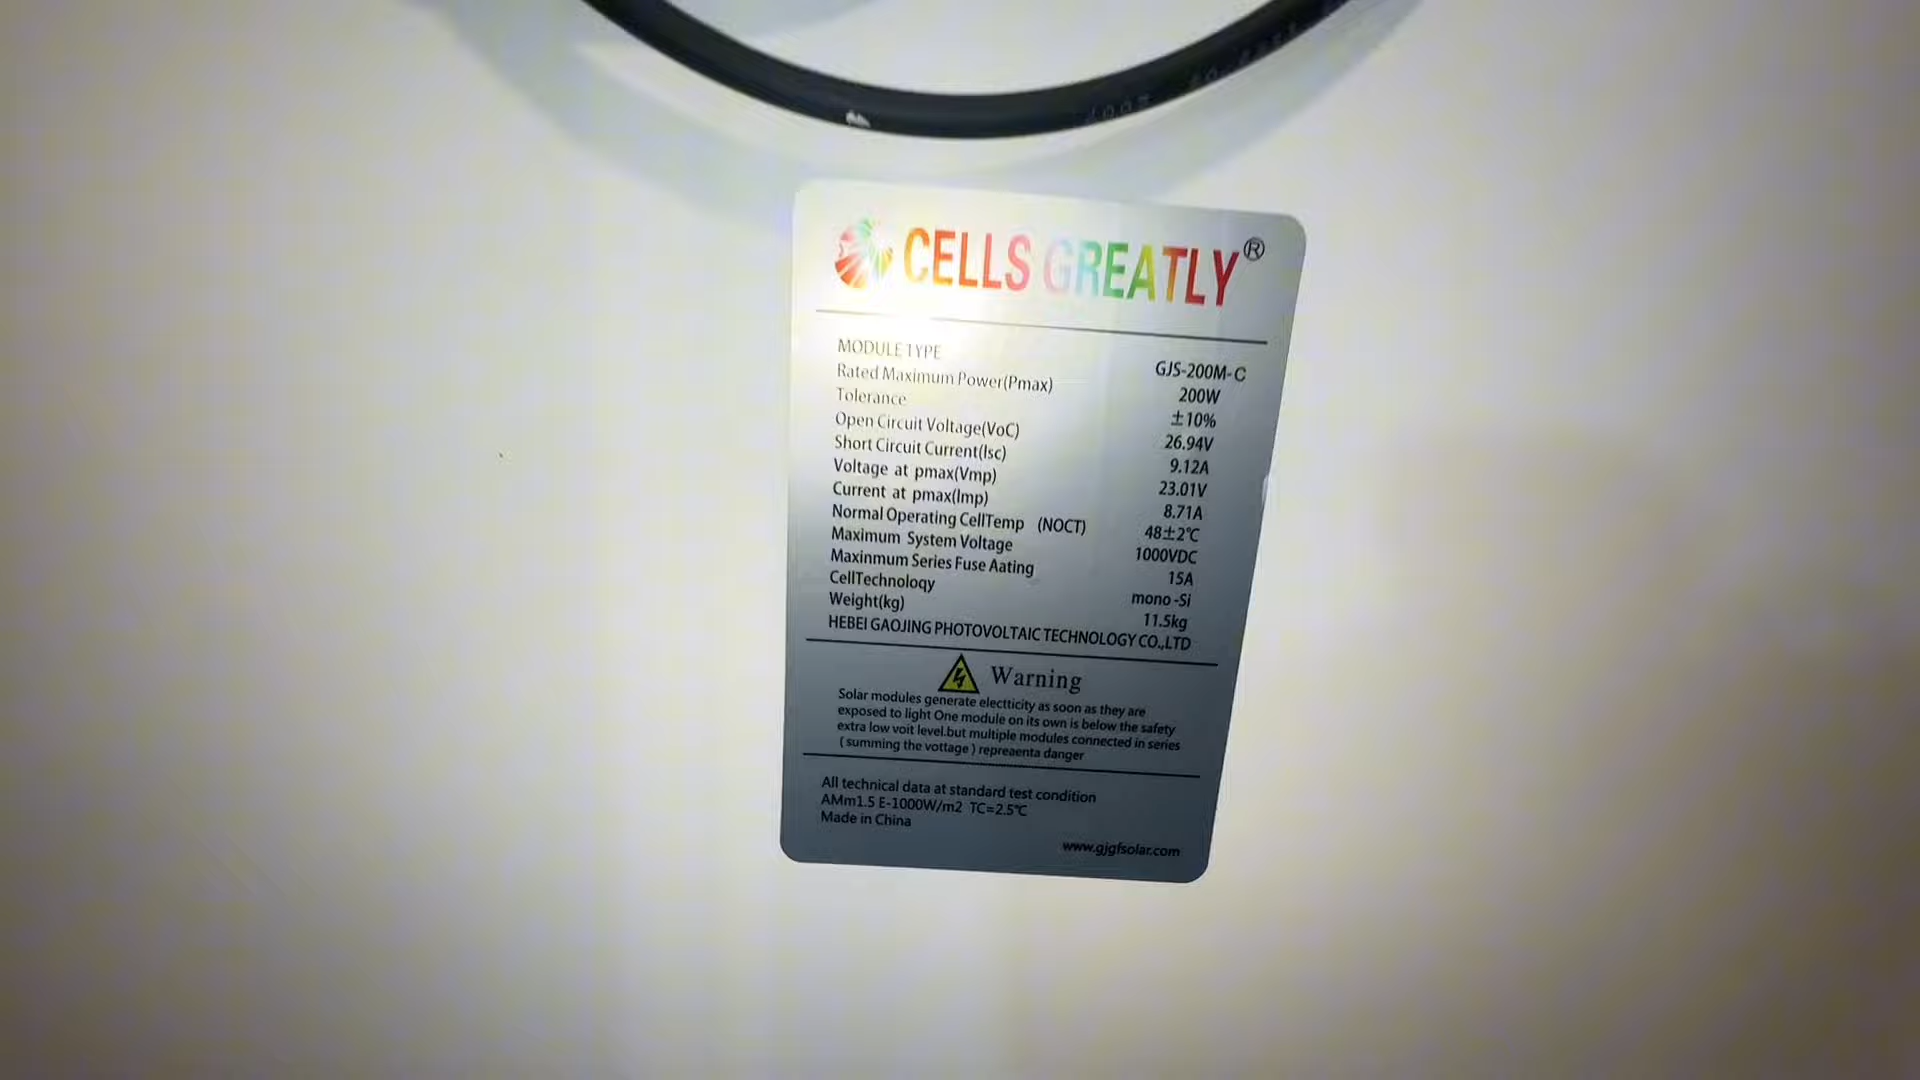 CELLS GREATLY®
MODULE TYPE GJS-200M-C
Rated Maximum Power(Pmax) 200W
Tolerance ±10%
Open Circuit Voltage(VoC) 26.94V
Short Circuit Current(Isc) 9.12A
Voltage at pmax(Vmp) 23.01V
Current at pmax(Imp) 8.71A
Normal Operating CellTemp (NOCT) 48±2℃
Maximum System Voltage 1000VDC
Maxinmum Series Fuse Aating 15A
CellTechnoloqy mono -Si
Weight(kg) 11.5kg
HEBEI GAOJING PHOTOVOLTAIC TECHNOLOGY CO.,LTD
Warning
Solar modules generate electticity as soon as they are
exposed to light One module on its own is below the safety
extra low voit level.but multiple modules connected in series
( summing the vottage ) repreaenta danger
All technical data at standard test condition
AMm1.5 E-1000W/m2 TC=2.5℃
Made in China
www.gjgfsolar.com